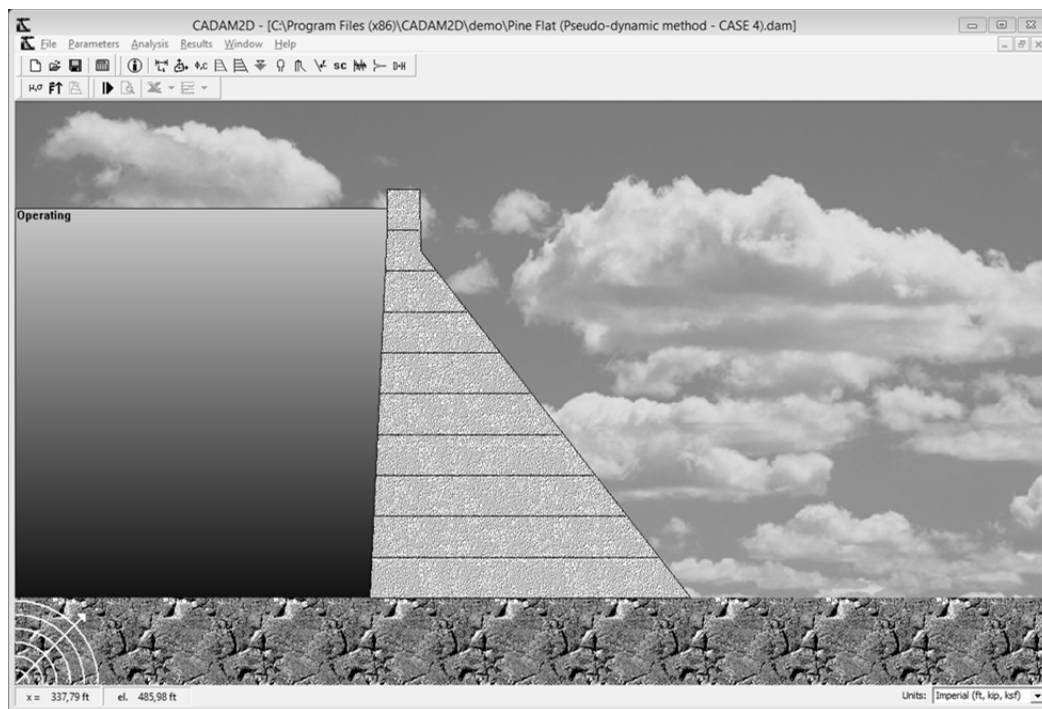 CADAM2D - [C:\Program Files (x86)\CADAM2D\demo\Pine Flat (Pseudo-dynamic method - CASE 4).dam]
File Parameters Analysis Results Window Help
Φ,C SC D-H
μ,σ
Operating
x = 337,79 ft el. 485,98 ft Units: Imperial (ft, kip, ksf)